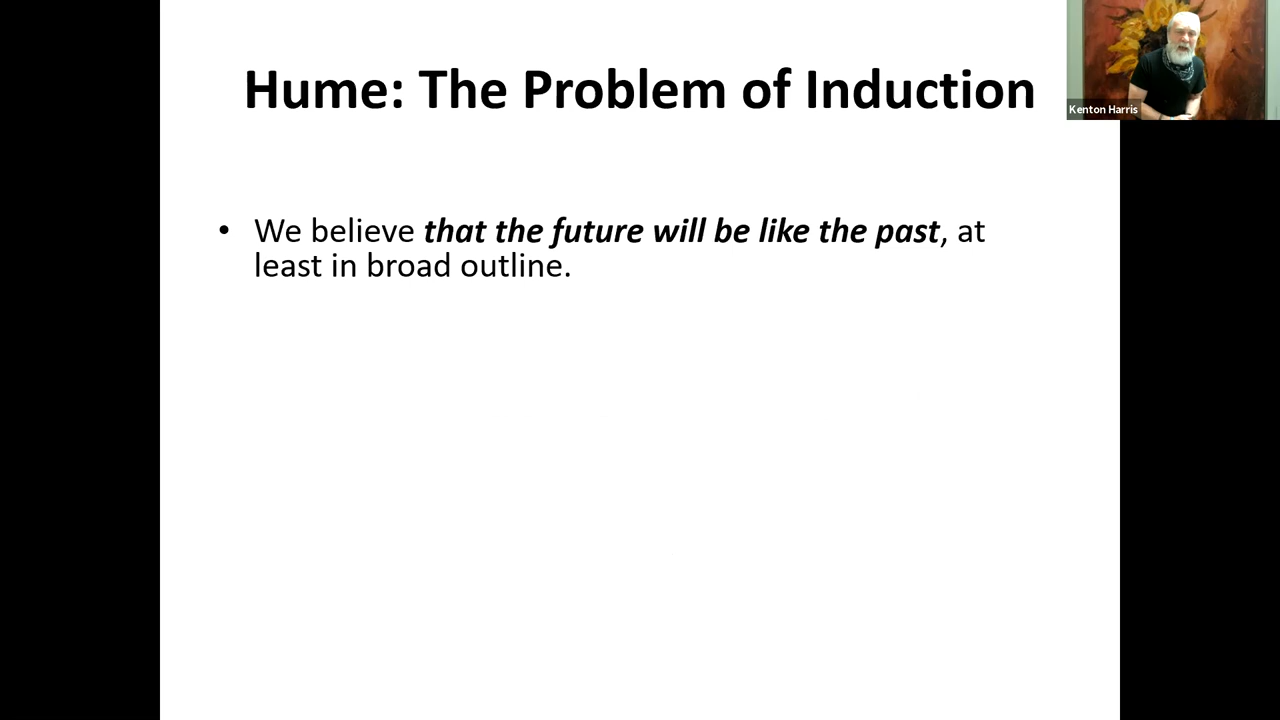 Hume: The Problem of Induction
Kenton Harris
• We believe that the future will be like the past, at
least in broad outline.